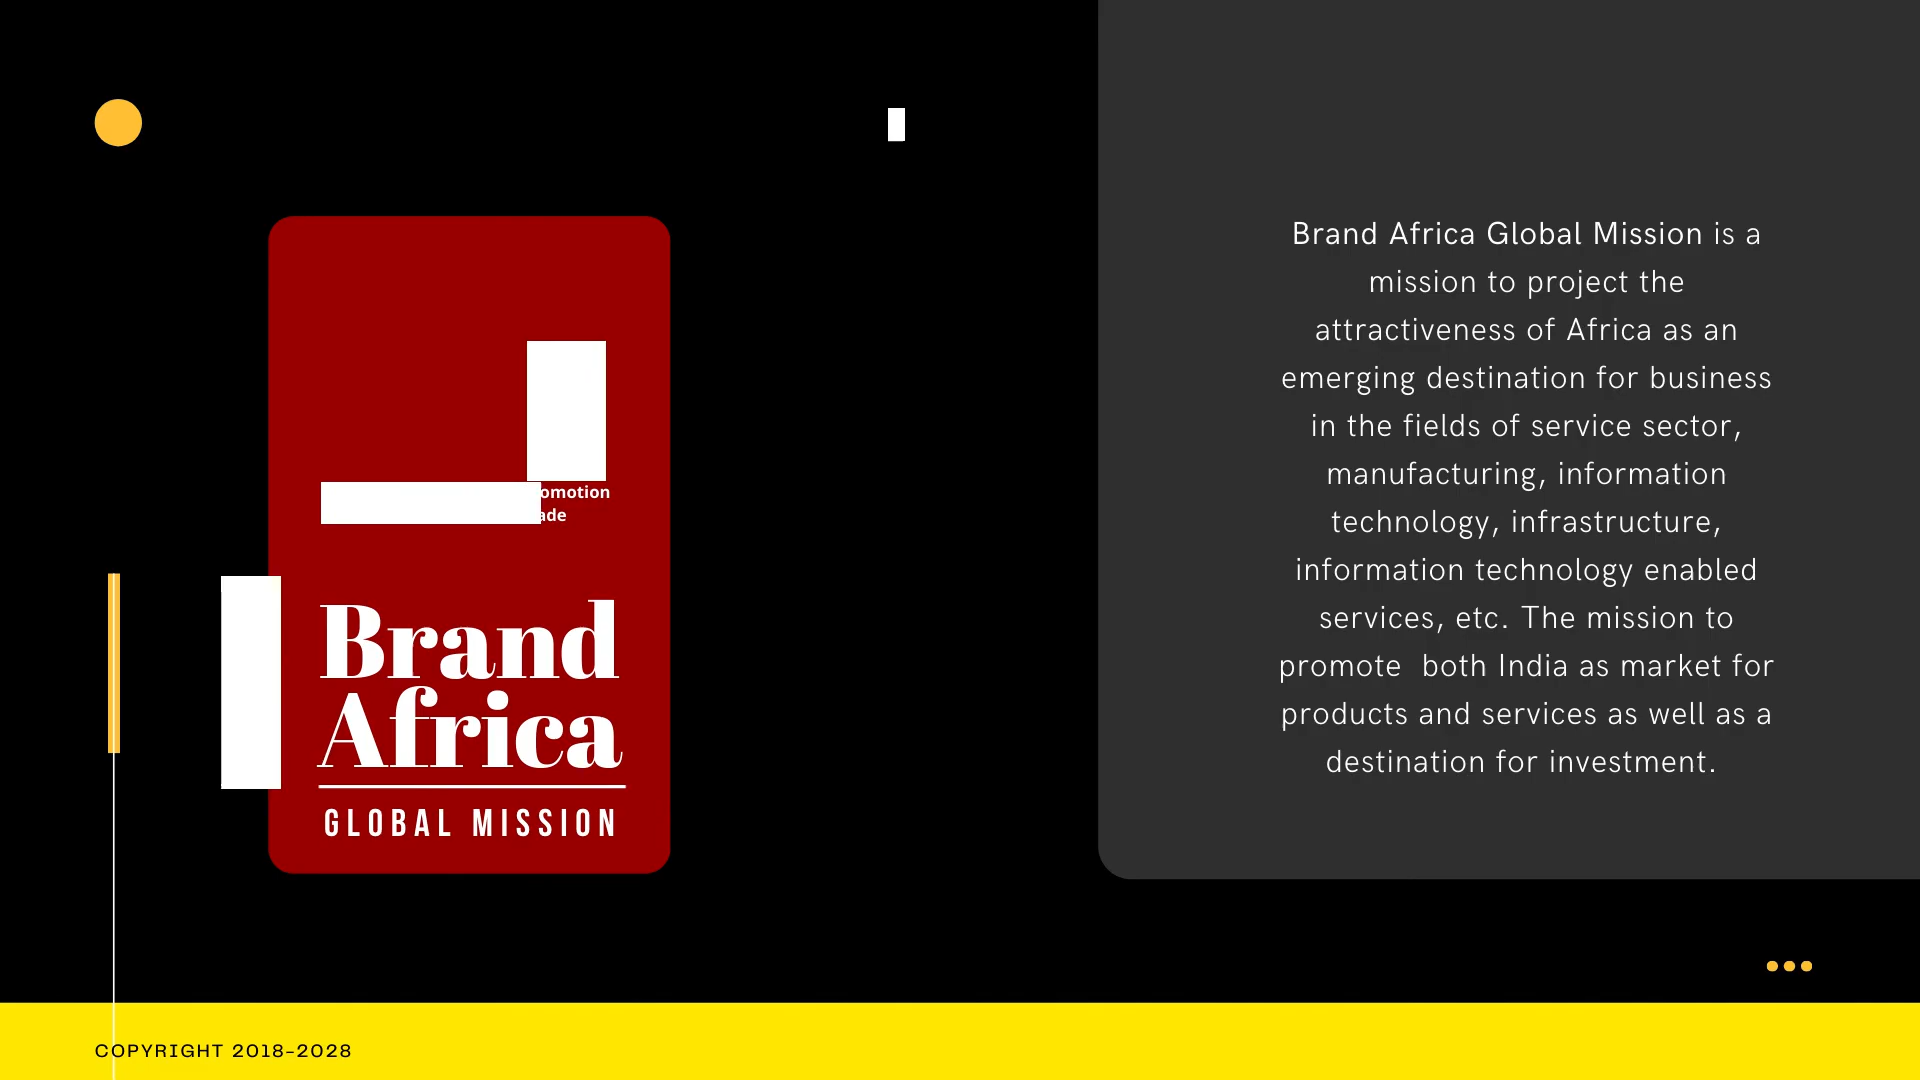 Brand
Africa
GLOBAL MISSION
Brand Africa Global Mission is a
mission to project the
attractiveness of Africa as an
emerging destination for business
in the fields of service sector,
manufacturing, information
technology, infrastructure,
information technology enabled
services, etc. The mission to
promote  both India as market for
products and services as well as a
destination for investment.
COPYRIGHT 2018-2028